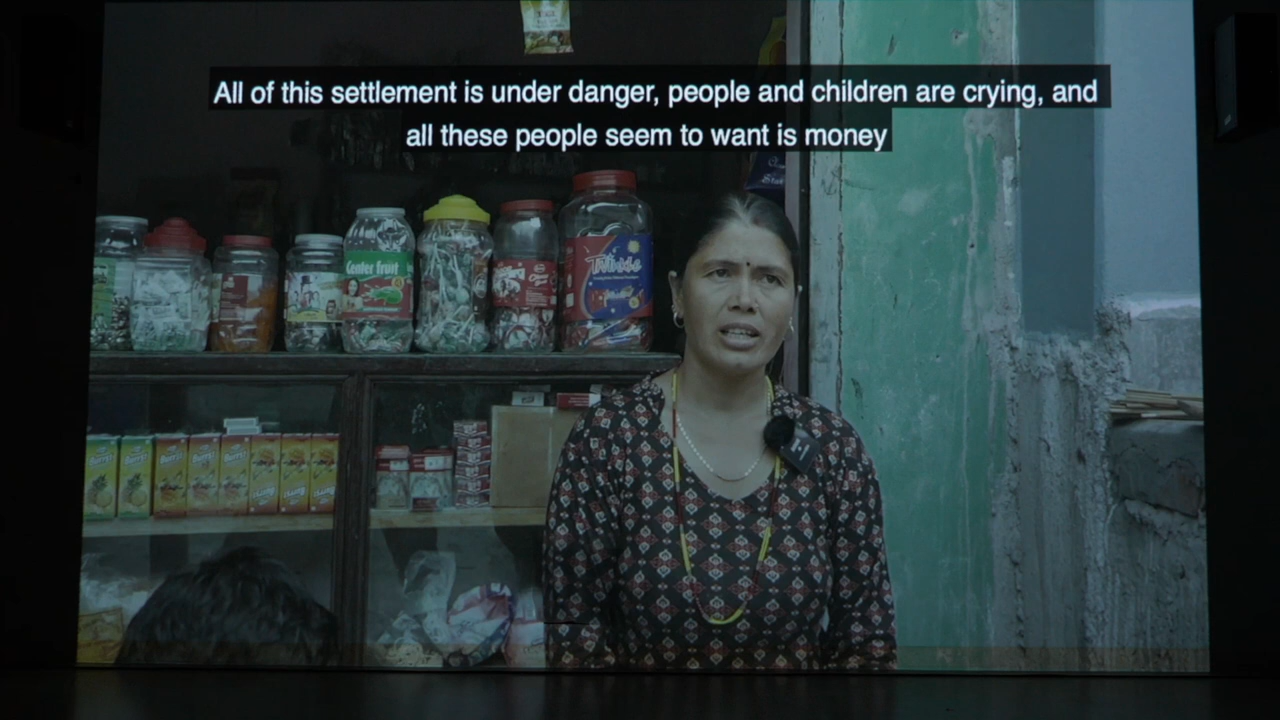 All of this settlement is under danger, people and children are crying, and
all these people seem to want is money
Center fruit